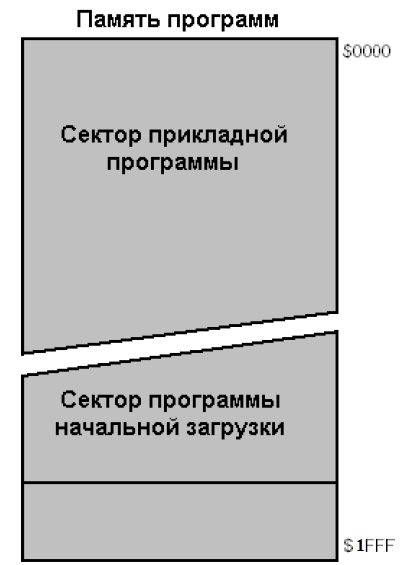 Память программ
$0000
Сектор прикладной
программы
Сектор программы
начальной загрузки
$1FFF